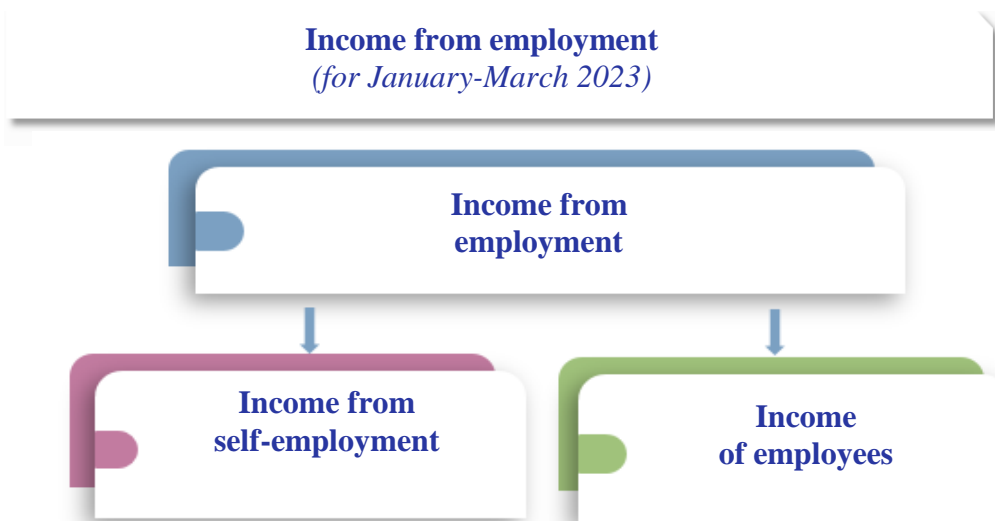 Income from employment
(for January-March 2023)
Income from
employment
Income from
self-employment
Income
of employees